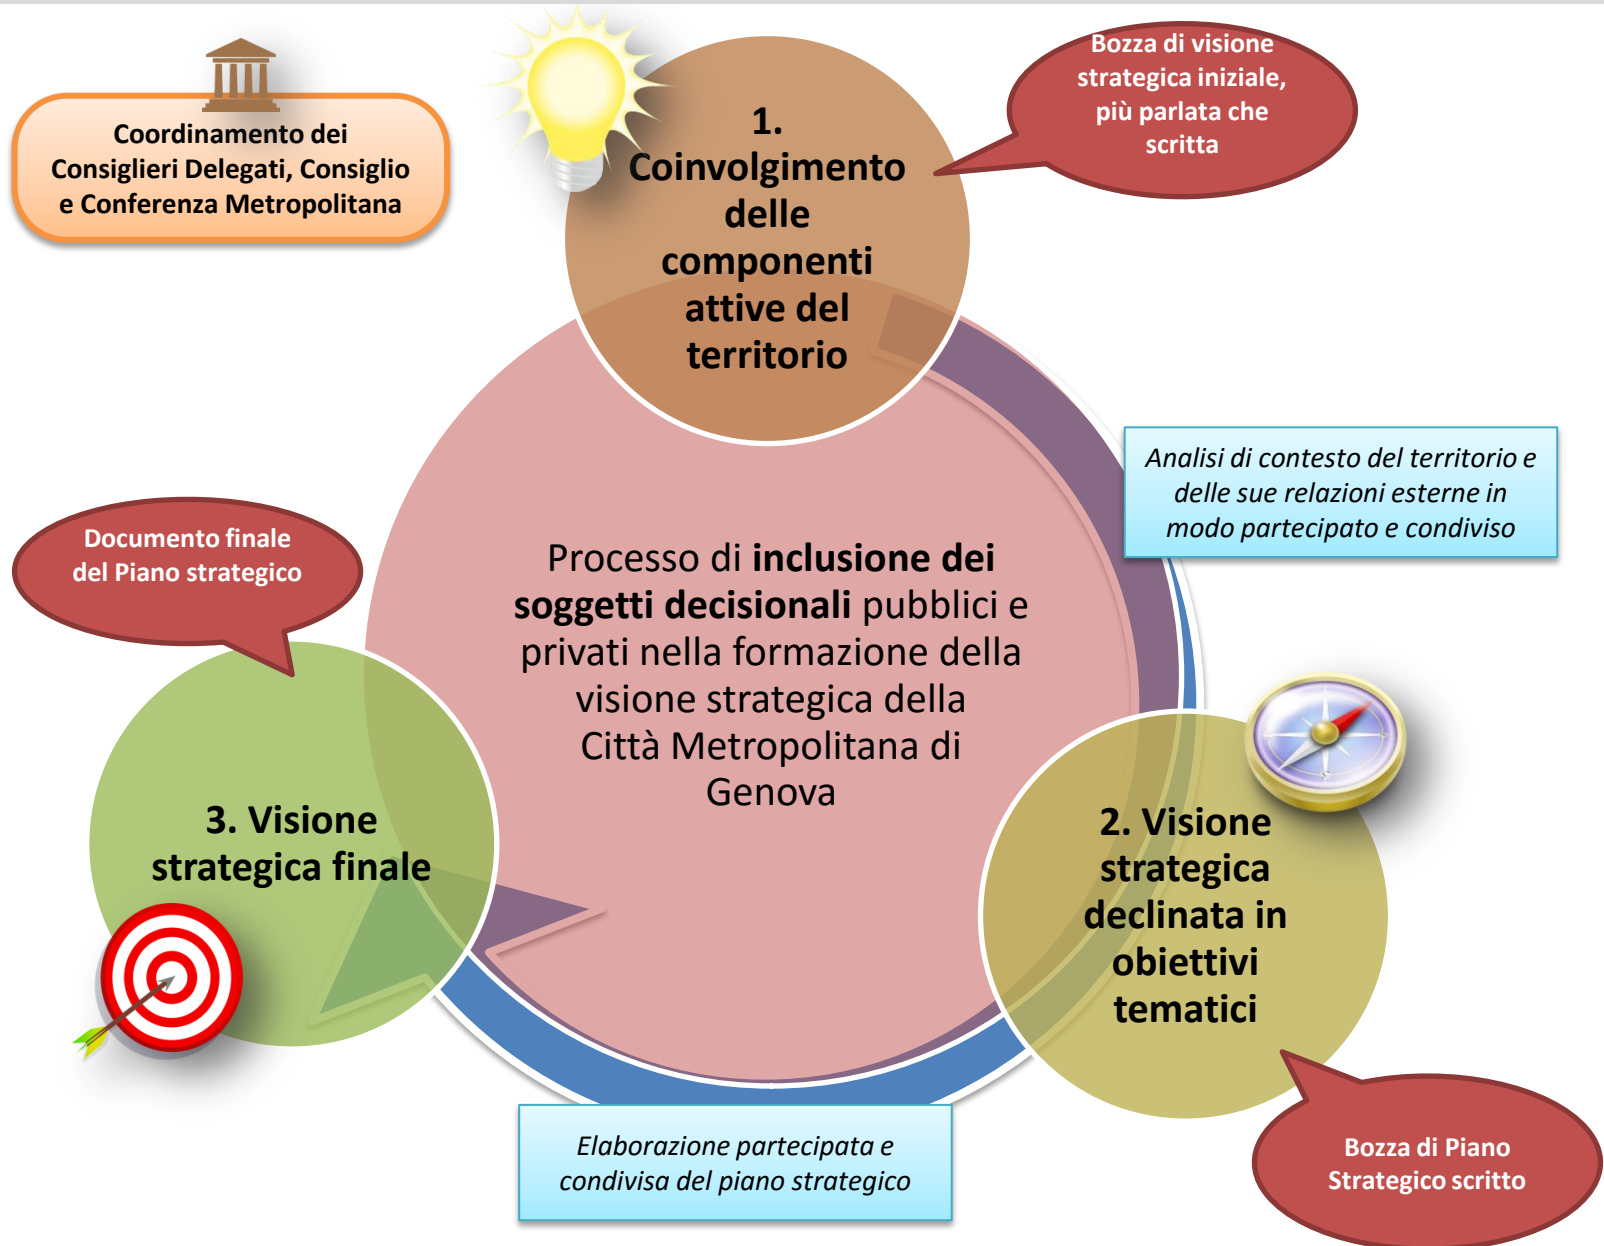 Coordinamento dei
Consiglieri Delegati, Consiglio
e Conferenza Metropolitana
1.
Coinvolgimento
delle
componenti
attive del
territorio
Bozza di visione
strategica iniziale,
più parlata che
scritta
Analisi di contesto del territorio e
delle sue relazioni esterne in
modo partecipato e condiviso
Documento finale
del Piano strategico
Processo di inclusione dei
soggetti decisionali pubblici e
privati nella formazione della
visione strategica della
Città Metropolitana di
Genova
3. Visione
strategica finale
2. Visione
strategica
declinata in
obiettivi
tematici
Elaborazione partecipata e
condivisa del piano strategico
Bozza di Piano
Strategico scritto